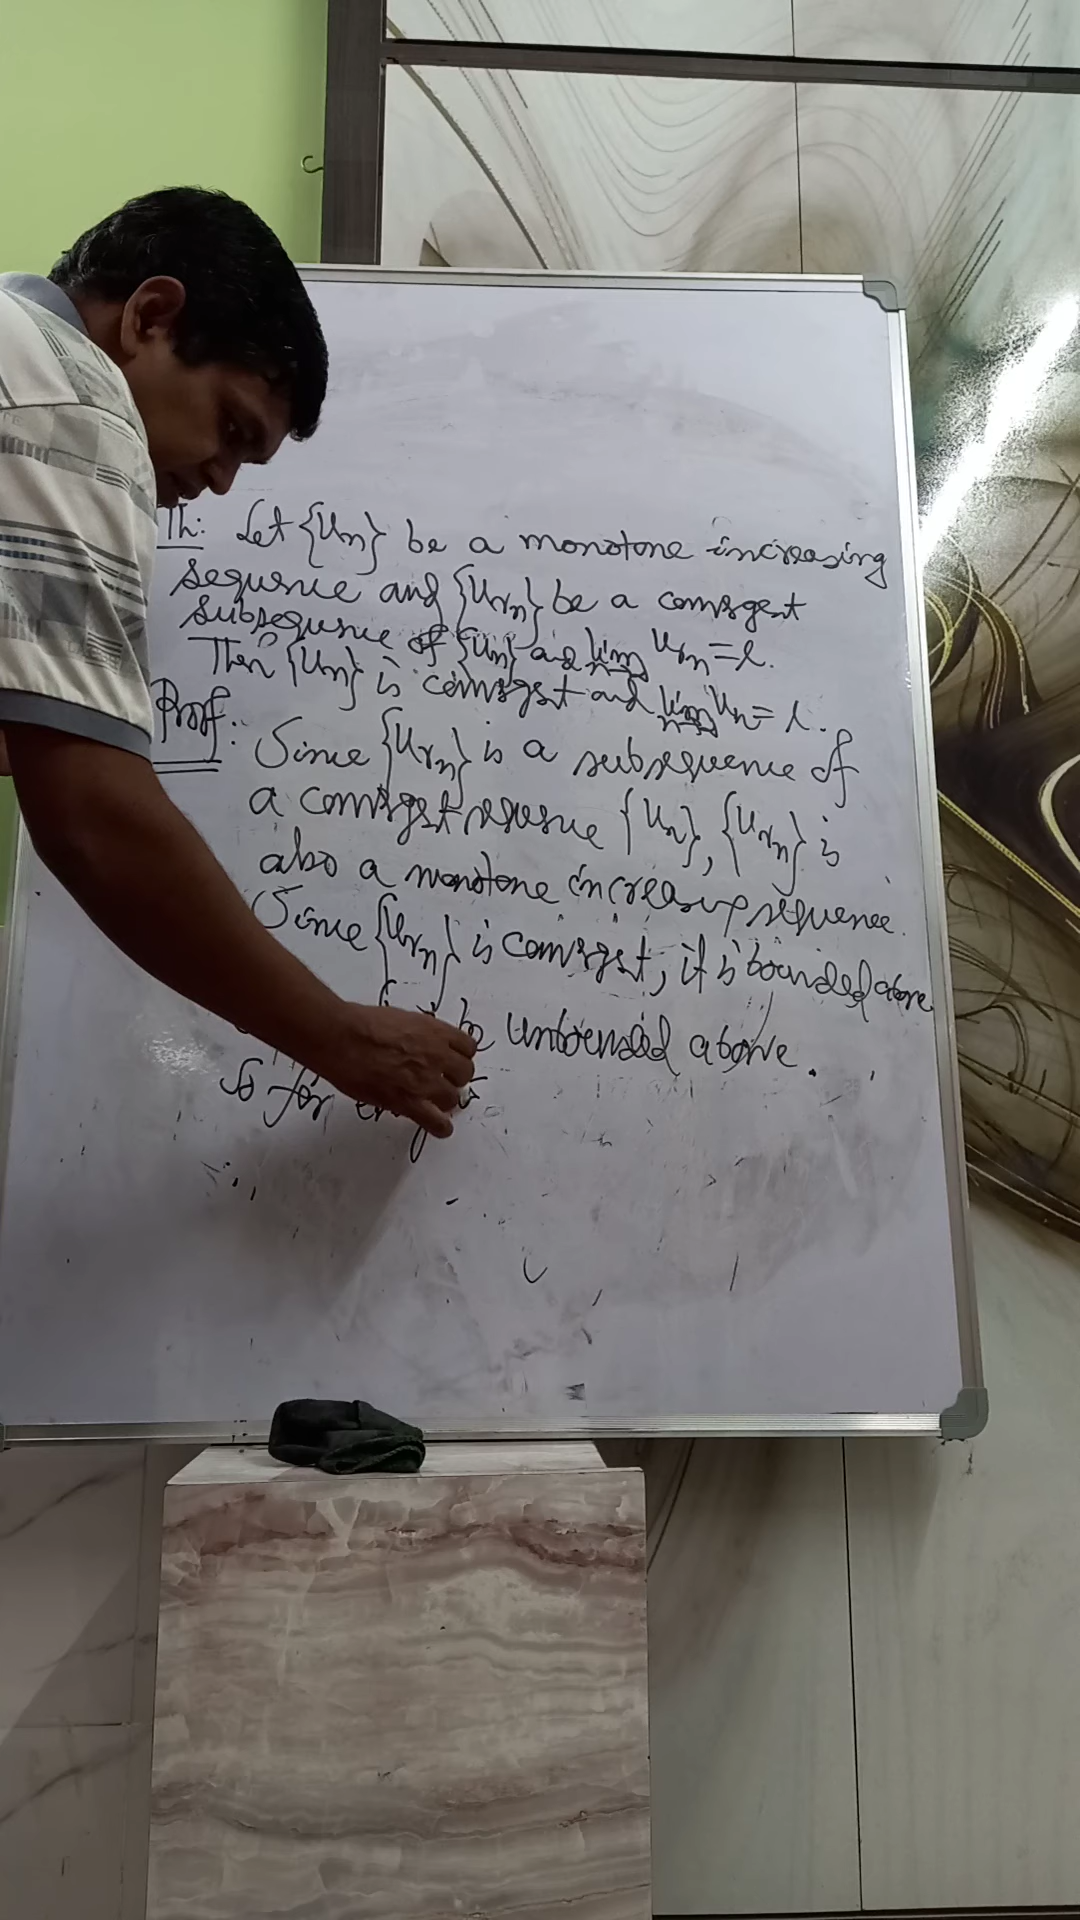 Th: Let {Un} be a monotone increasing
sequence and {Urn} be a convergent
subsequence of {Un} and lim Urn = l.
Then {Un} is convergent and lim Un = l.
Proof: Since {Urn} is a subsequence of
a convergent sequence {Un}, {Urn} is
also a monotone increasing sequence.
Since {Urn} is convergent, it is bounded above
be unbounded above.
So for